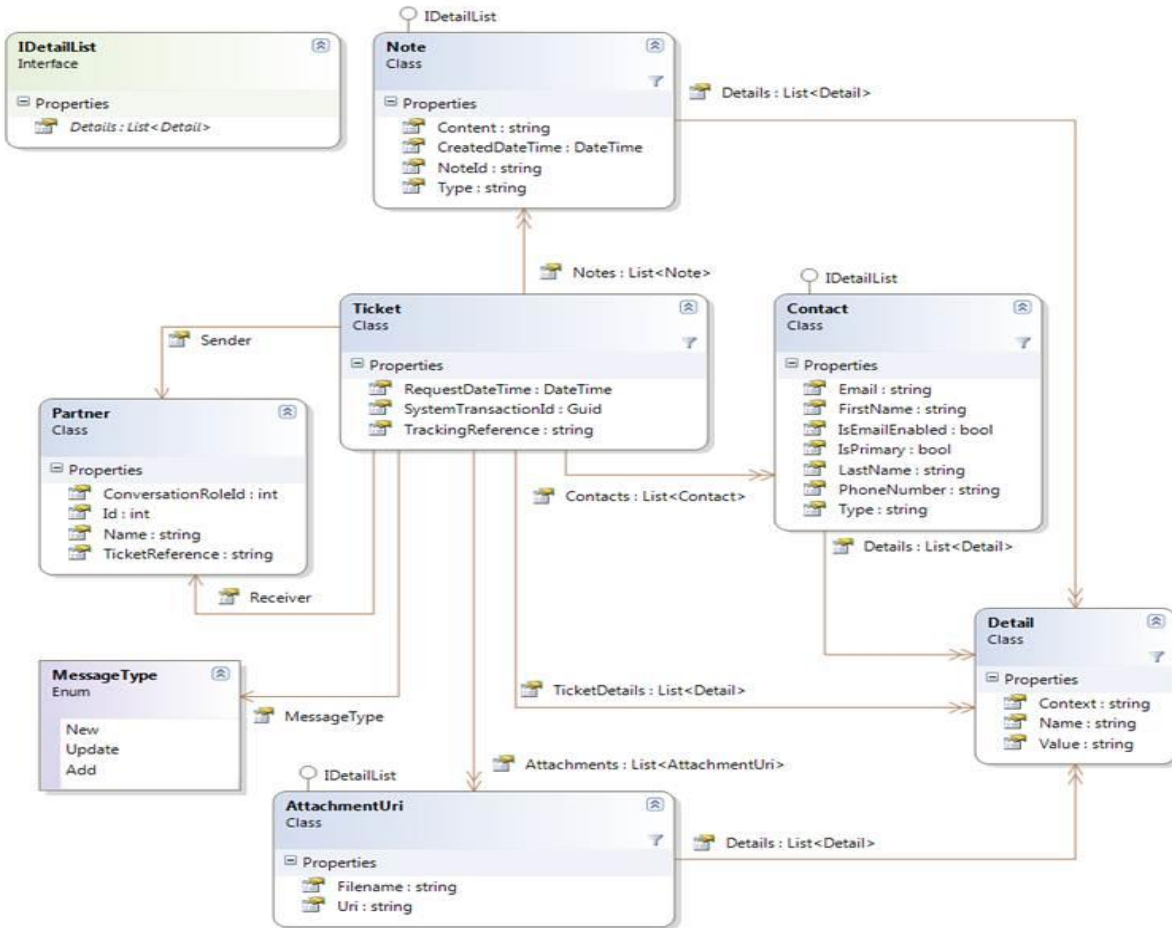 IDetailList
Interface
Properties
Details : List<Detail>
IDetailList
Note
Class
Properties
Content : string
CreatedDateTime : DateTime
NoteId : string
Type : string
Details : List<Detail>
Notes : List<Note>
IDetailList
Ticket
Class
Properties
RequestDateTime : DateTime
SystemTransactionId : Guid
TrackingReference : string
Contact
Class
Properties
Email : string
FirstName : string
IsEmailEnabled : bool
IsPrimary : bool
LastName : string
PhoneNumber : string
Type : string
Sender
Partner
Class
Properties
ConversationRoleId : int
Id : int
Name : string
TicketReference : string
Contacts : List<Contact>
Details : List<Detail>
Receiver
Detail
Class
Properties
Context : string
Name : string
Value : string
MessageType
Enum
New
Update
Add
MessageType
TicketDetails : List<Detail>
Attachments : List<AttachmentUri>
IDetailList
AttachmentUri
Class
Properties
Filename : string
Uri : string
Details : List<Detail>